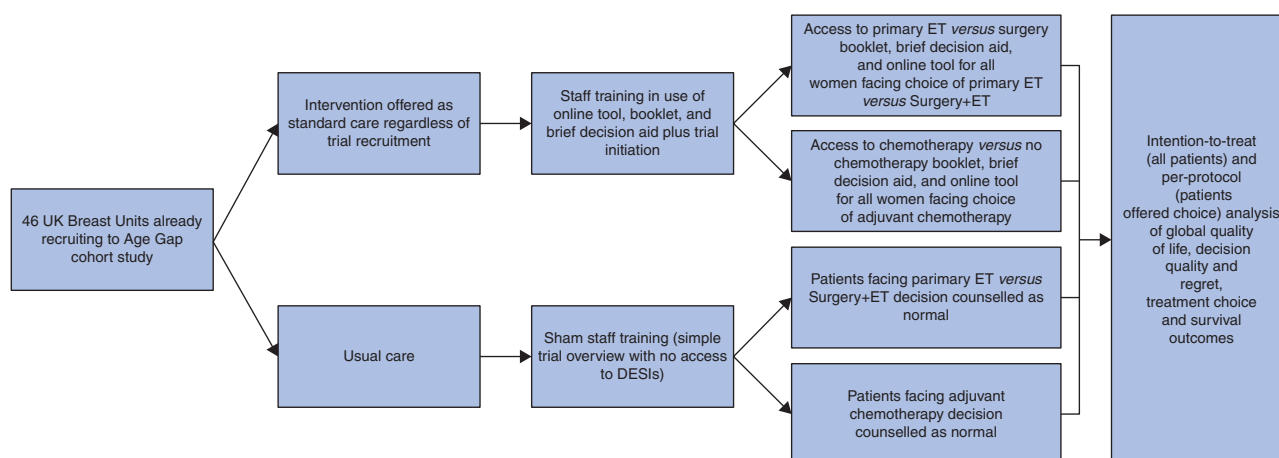 46 UK Breast Units already
recruiting to Age Gap
cohort study
Intervention offered as
standard care regardless of
trial recruitment
Usual care
Staff training in use of
online tool, booklet, and
brief decision aid plus trial
initiation
Sham staff training (simple
trial overview with no access
to DESIs)
Access to primary ET versus surgery
booklet, brief decision aid,
and online tool for all
women facing choice of primary ET
versus Surgery+ET
Access to chemotherapy versus no
chemotherapy booklet, brief
decision aid, and online tool
for all women facing choice
of adjuvant chemotherapy
Patients facing parimary ET versus
Surgery+ET decision counselled as
normal
Patients facing adjuvant
chemotherapy decision
counselled as normal
Intention-to-treat
(all patients) and
per-protocol
(patients
offered choice) analysis
of global quality
of life, decision
quality and
regret,
treatment choice
and survival
outcomes